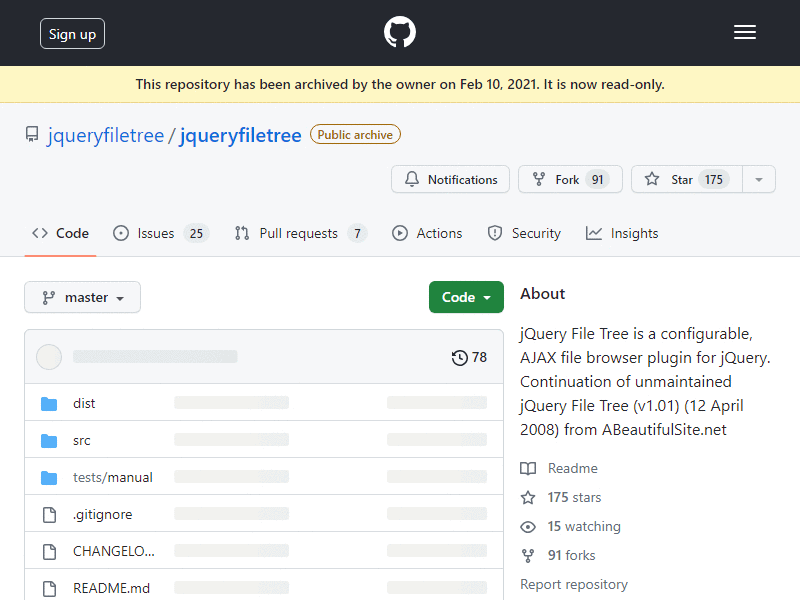 Sign up
This repository has been archived by the owner on Feb 10, 2021. It is now read-only.
jqueryfiletree / jqueryfiletree Public archive
Notifications Fork 91 Star 175
Code Issues 25 Pull requests 7 Actions Security Insights
master Code
78
dist
src
tests/manual
.gitignore
CHANGELO...
README.md
About
jQuery File Tree is a configurable,
AJAX file browser plugin for jQuery.
Continuation of unmaintained
jQuery File Tree (v1.01) (12 April
2008) from ABeautifulSite.net
Readme
175 stars
15 watching
91 forks
Report repository